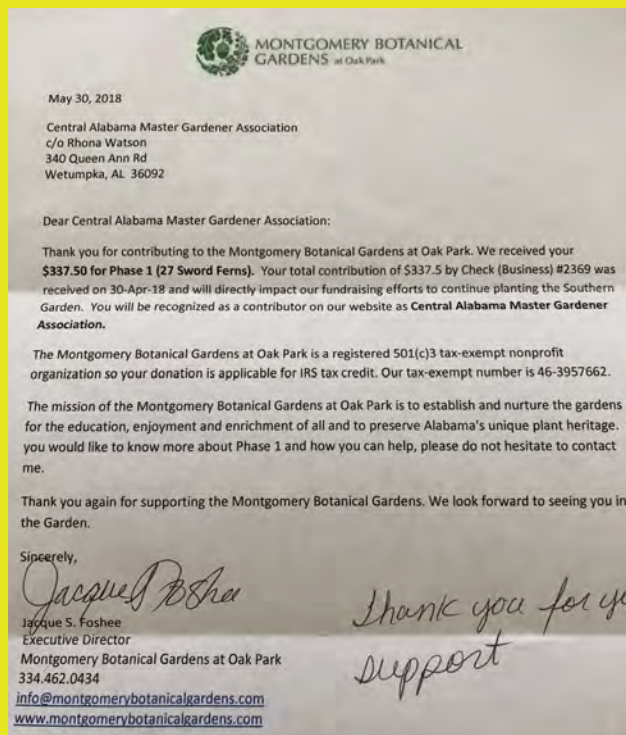 MONTGOMERY BOTANICAL
GARDENS at Oak Park
May 30, 2018
Central Alabama Master Gardener Association
c/o Rhona Watson
340 Queen Ann Rd
Wetumpka, AL 36092
Dear Central Alabama Master Gardener Association:
Thank you for contributing to the Montgomery Botanical Gardens at Oak Park. We received your
$337.50 for Phase 1 (27 Sword Ferns). Your total contribution of $337.5 by Check (Business) #2369 was
received on 30-Apr-18 and will directly impact our fundraising efforts to continue planting the Southern
Garden. You will be recognized as a contributor on our website as Central Alabama Master Gardener
Association.
The Montgomery Botanical Gardens at Oak Park is a registered 501(c)3 tax-exempt nonprofit
organization so your donation is applicable for IRS tax credit. Our tax-exempt number is 46-3957662.
The mission of the Montgomery Botanical Gardens at Oak Park is to establish and nurture the gardens
for the education, enjoyment and enrichment of all and to preserve Alabama's unique plant heritage.
you would like to know more about Phase 1 and how you can help, please do not hesitate to contact
me.
Thank you again for supporting the Montgomery Botanical Gardens. We look forward to seeing you in
the Garden.
Sincerely,
Jacque S Foshee
Jacque S. Foshee
Executive Director
Montgomery Botanical Gardens at Oak Park
334.462.0434
info@montgomerybotanicalgardens.com
www.montgomerybotanicalgardens.com
Thank you for yo
support